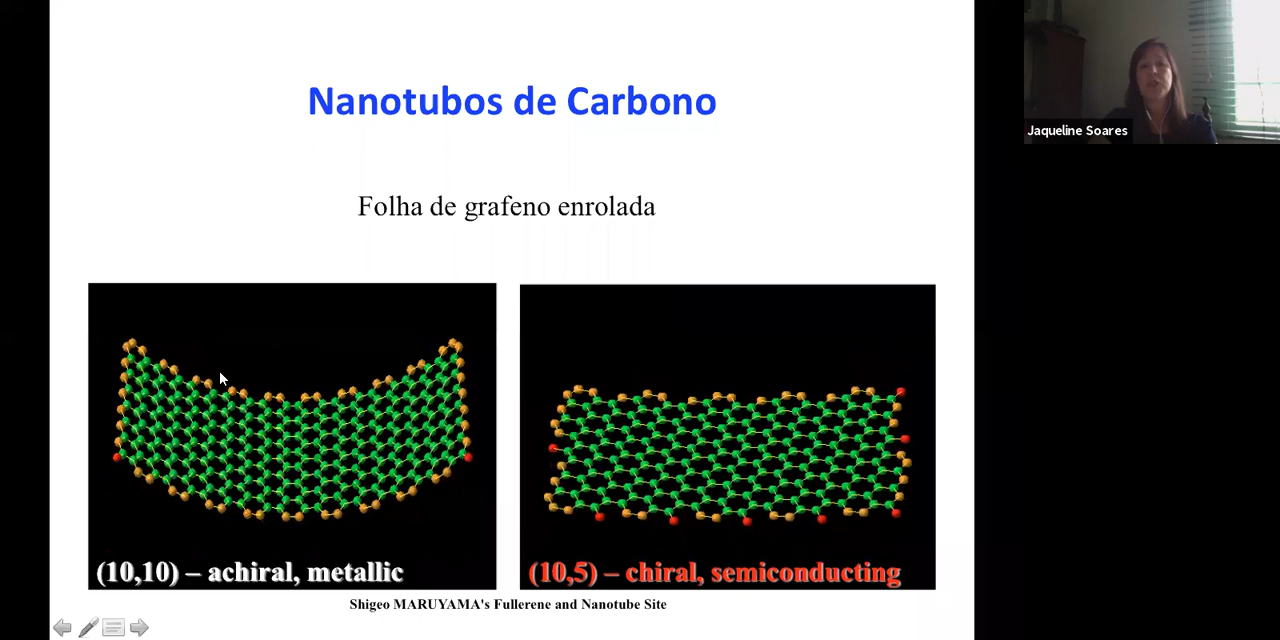 Nanotubos de Carbono
Jaqueline Soares
Folha de grafeno enrolada
(10,10) – achiral, metallic
(10,5) – chiral, semiconducting
Shigeo MARUYAMA's Fullerene and Nanotube Site